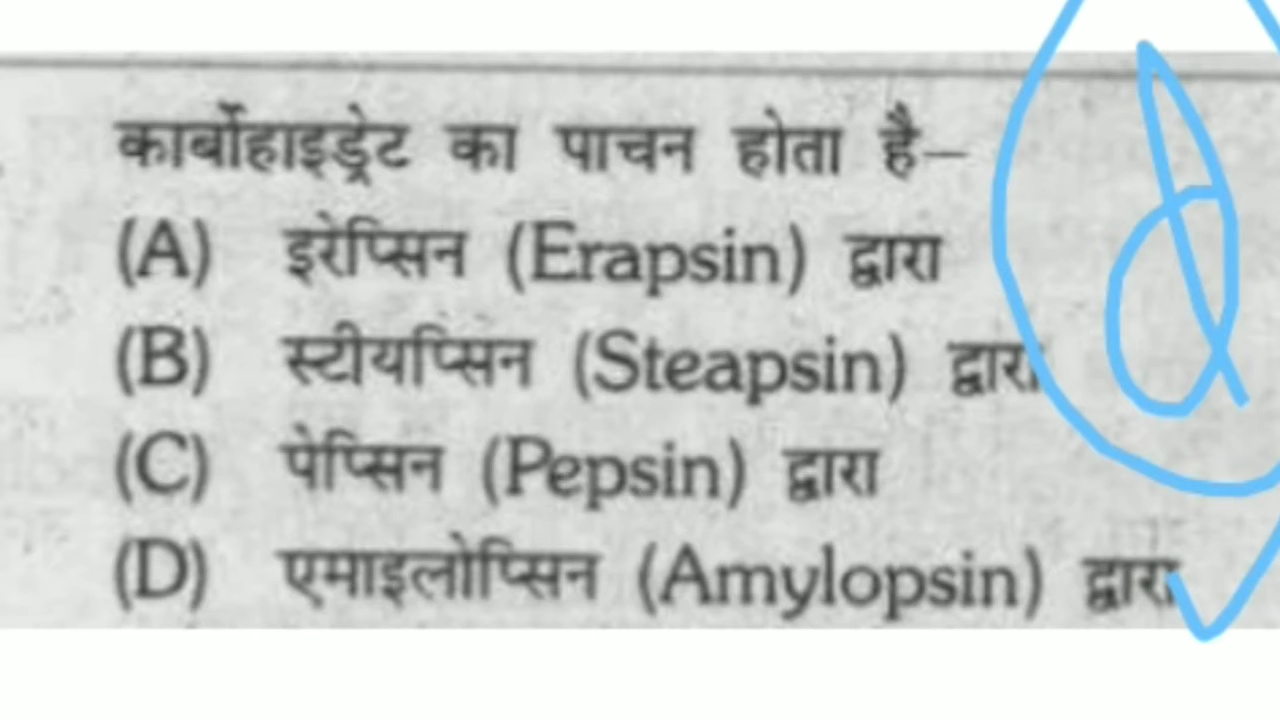 कार्बोहाइड्रेट का पाचन होता है–
(A) इरेप्सिन (Erapsin) द्वारा
(B) स्टीयप्सिन (Steapsin) द्वारा
(C) पेप्सिन (Pepsin) द्वारा
(D) एमाइलोप्सिन (Amylopsin) द्वारा